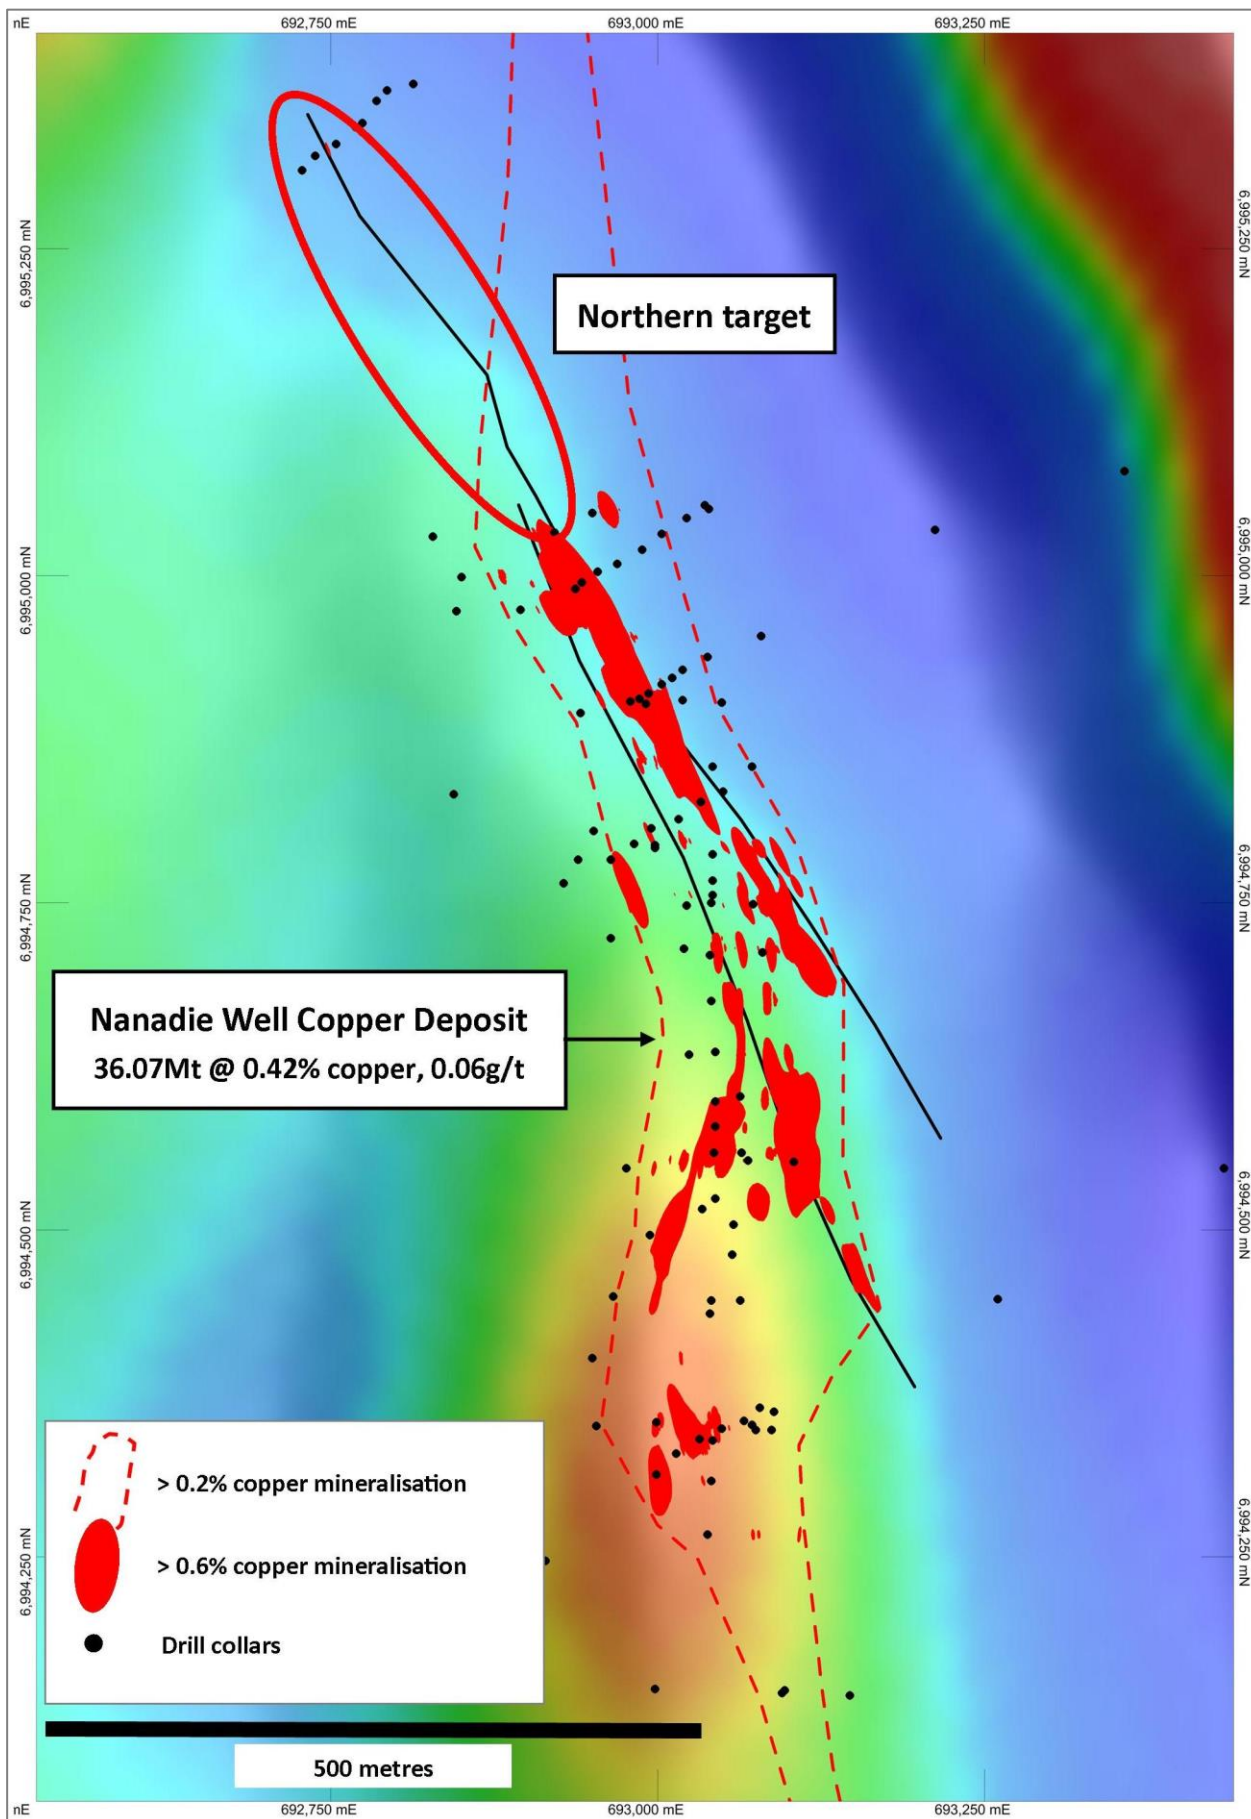 nE
692,750 mE
693,000 mE
693,250 mE
6,995,250 mN
6,995,250 mN
Northern target
6,995,000 mN
6,995,000 mN
6,994,750 mN
6,994,750 mN
Nanadie Well Copper Deposit
36.07Mt @ 0.42% copper, 0.06g/t
6,994,500 mN
6,994,500 mN
> 0.2% copper mineralisation
> 0.6% copper mineralisation
6,994,250 mN
6,994,250 mN
Drill collars
500 metres
nE
692,750 mE
693,000 mE
693,250 mE